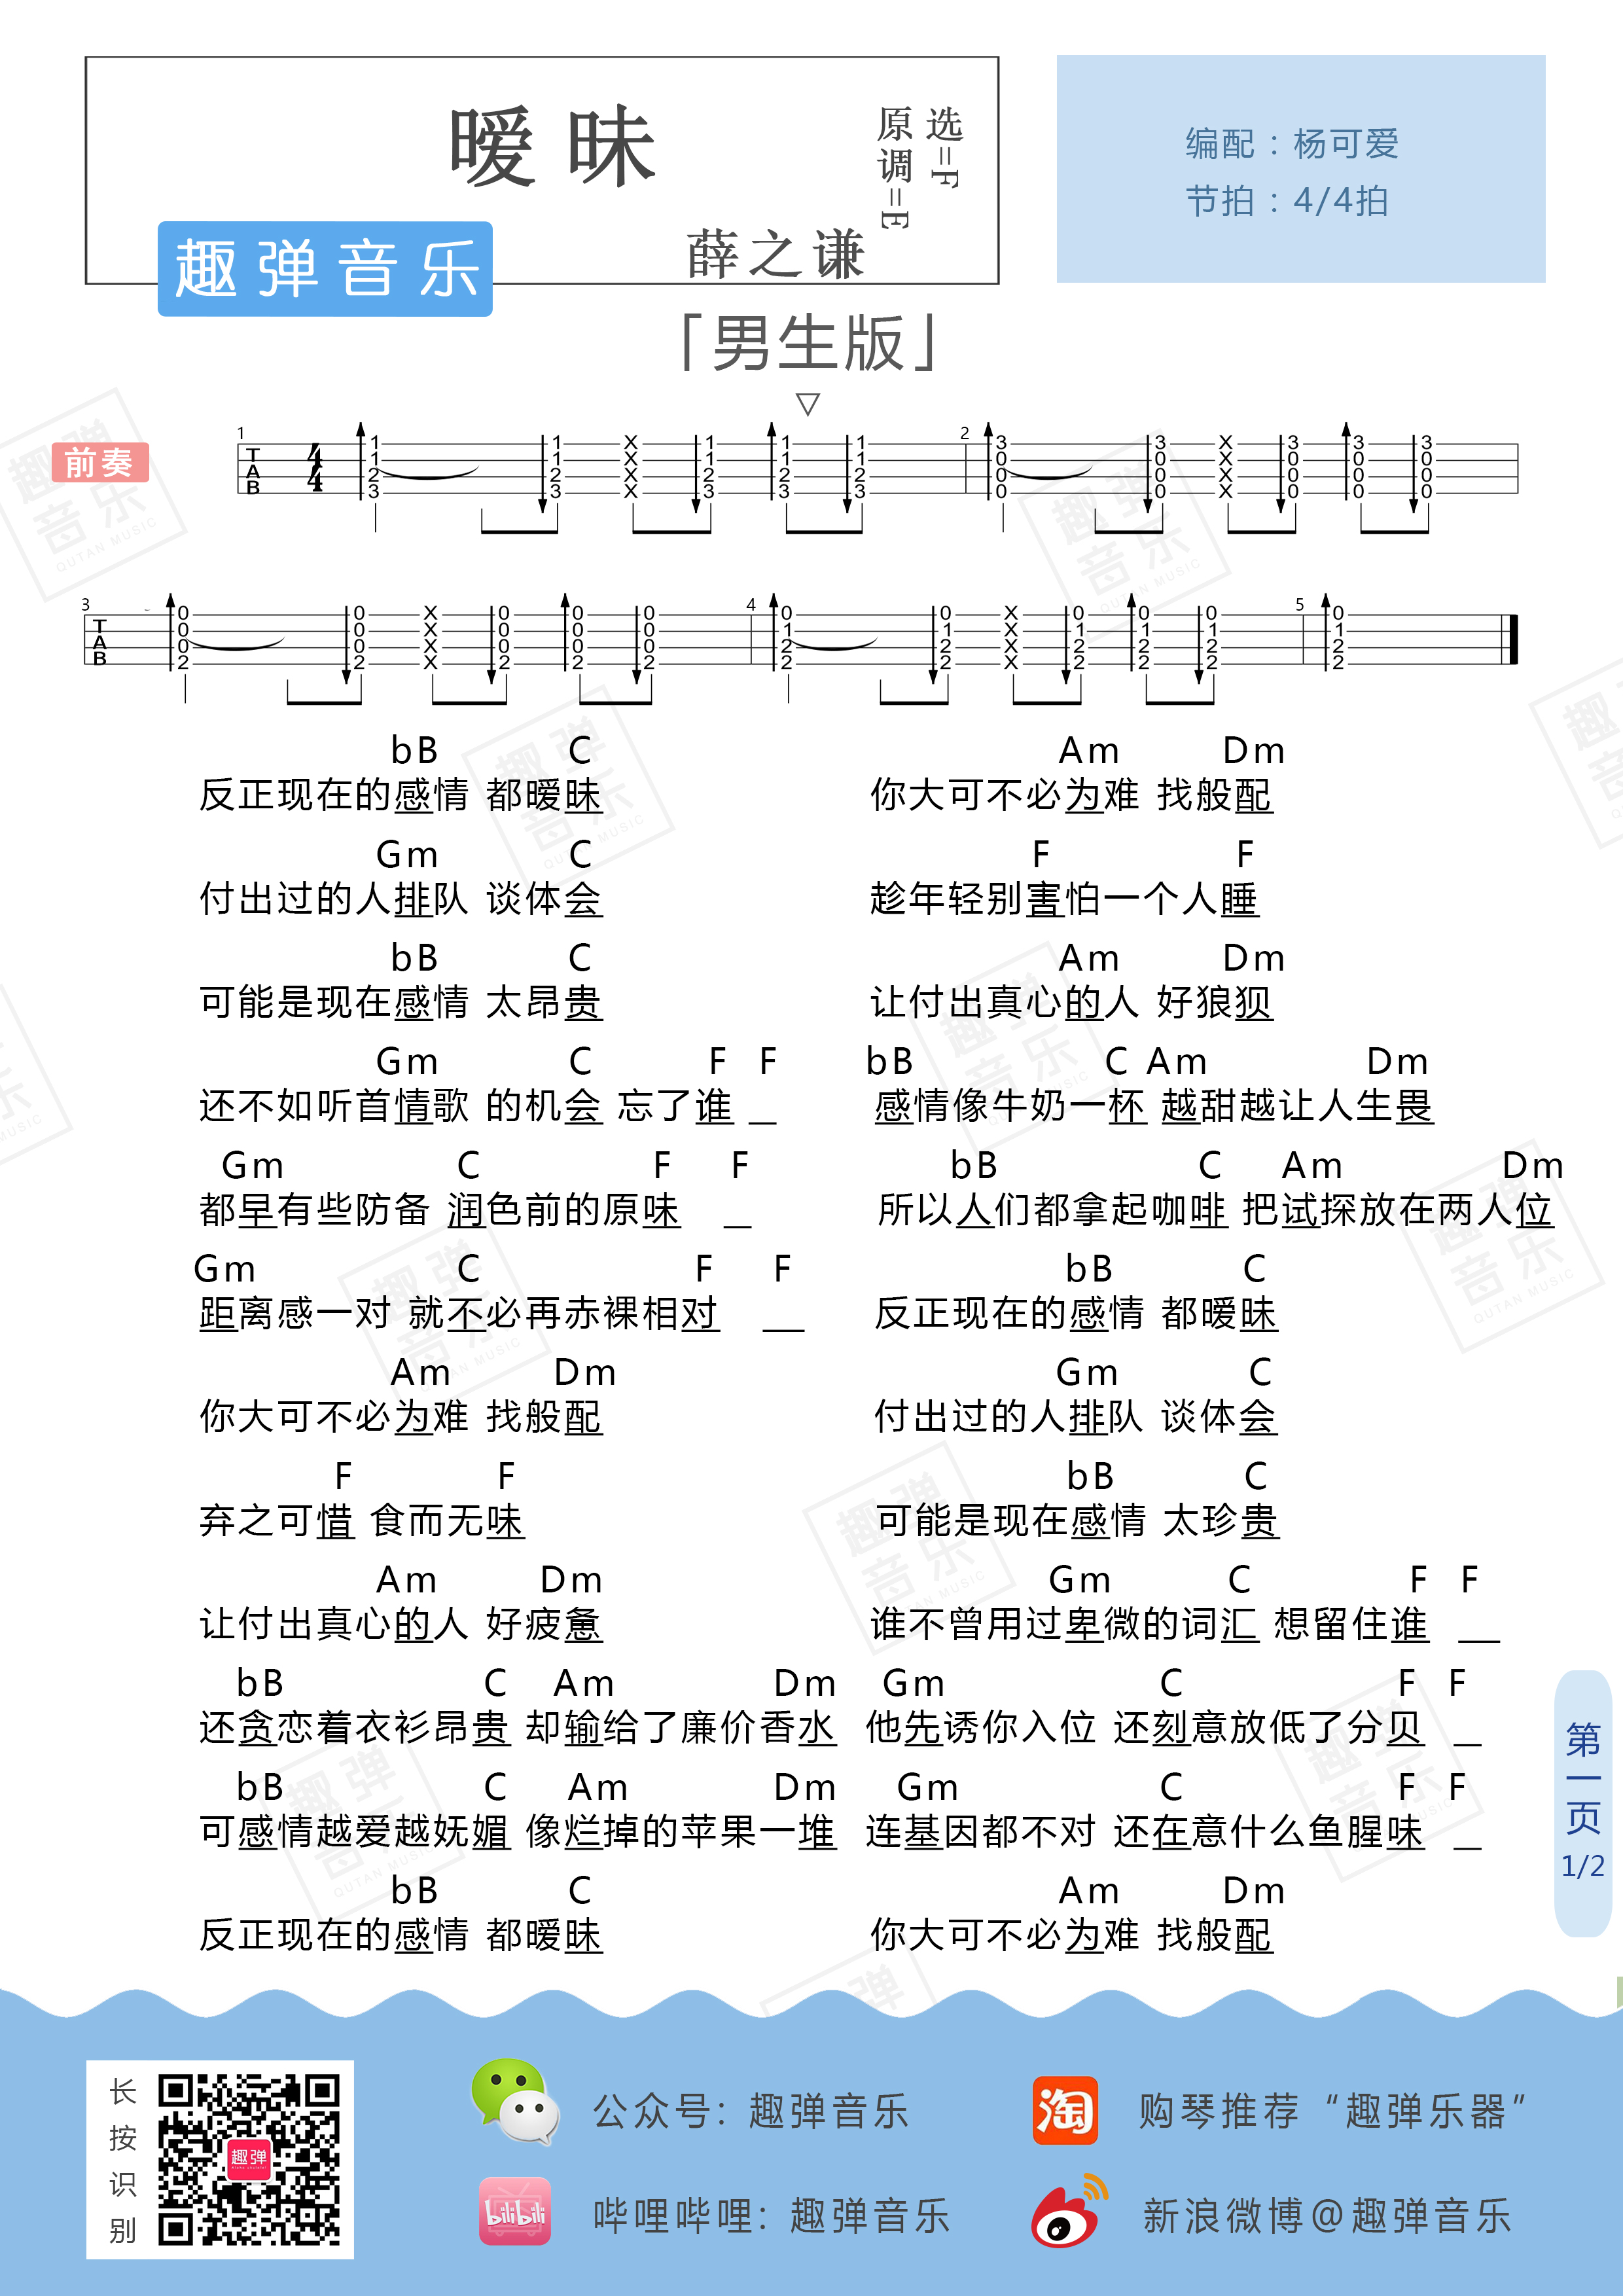 暧昧
原调=E
选=F
薛之谦
趣弹音乐
编配：杨可爱
节拍：4/4拍
「男生版」
前奏
bB C Am Dm
反正现在的感情 都暧昧 你大可不必为难 找般配
Gm C F F
付出过的人排队 谈体会 趁年轻别害怕一个人睡
bB C Am Dm
可能是现在感情 太昂贵 让付出真心的人 好狼狈
Gm C F F bB C Am Dm
还不如听首情歌 的机会 忘了谁 感情像牛奶一杯 越甜越让人生畏
Gm C F F bB C Am Dm
都早有些防备 润色前的原味 所以人们都拿起咖啡 把试探放在两人位
Gm C F F bB C
距离感一对 就不必再赤裸相对 反正现在的感情 都暧昧
Am Dm Gm C
你大可不必为难 找般配 付出过的人排队 谈体会
F F bB C
弃之可惜 食而无味 可能是现在感情 太珍贵
Am Dm Gm C F F
让付出真心的人 好疲惫 谁不曾用过卑微的词汇 想留住谁
bB C Am Dm Gm C F F
还贪恋着衣衫昂贵 却输给了廉价香水 他先诱你入位 还刻意放低了分贝
bB C Am Dm Gm C F F
可感情越爱越妩媚 像烂掉的苹果一堆 连基因都不对 还在意什么鱼腥味
bB C Am Dm
反正现在的感情 都暧昧 你大可不必为难 找般配
第一页
1/2
长按识别
公众号: 趣弹音乐
购琴推荐“趣弹乐器”
哔哩哔哩: 趣弹音乐
新浪微博@趣弹音乐